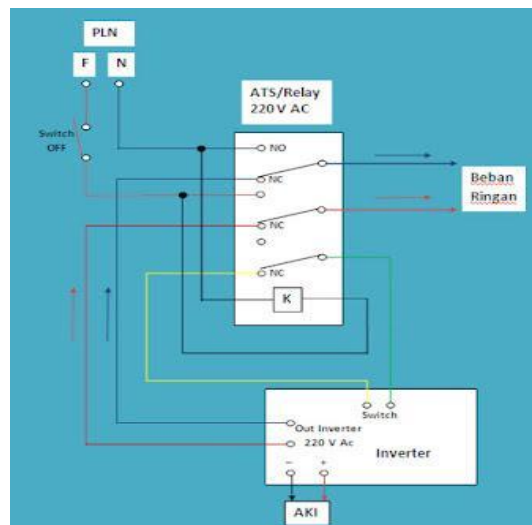 PLN
F N
ATS/Relay
220 V AC
Switch
OFF
NO
NC
Beban
Ringan
NC
NC
K
Switch
Out Inverter
220 V Ac
Inverter
− +
AKI